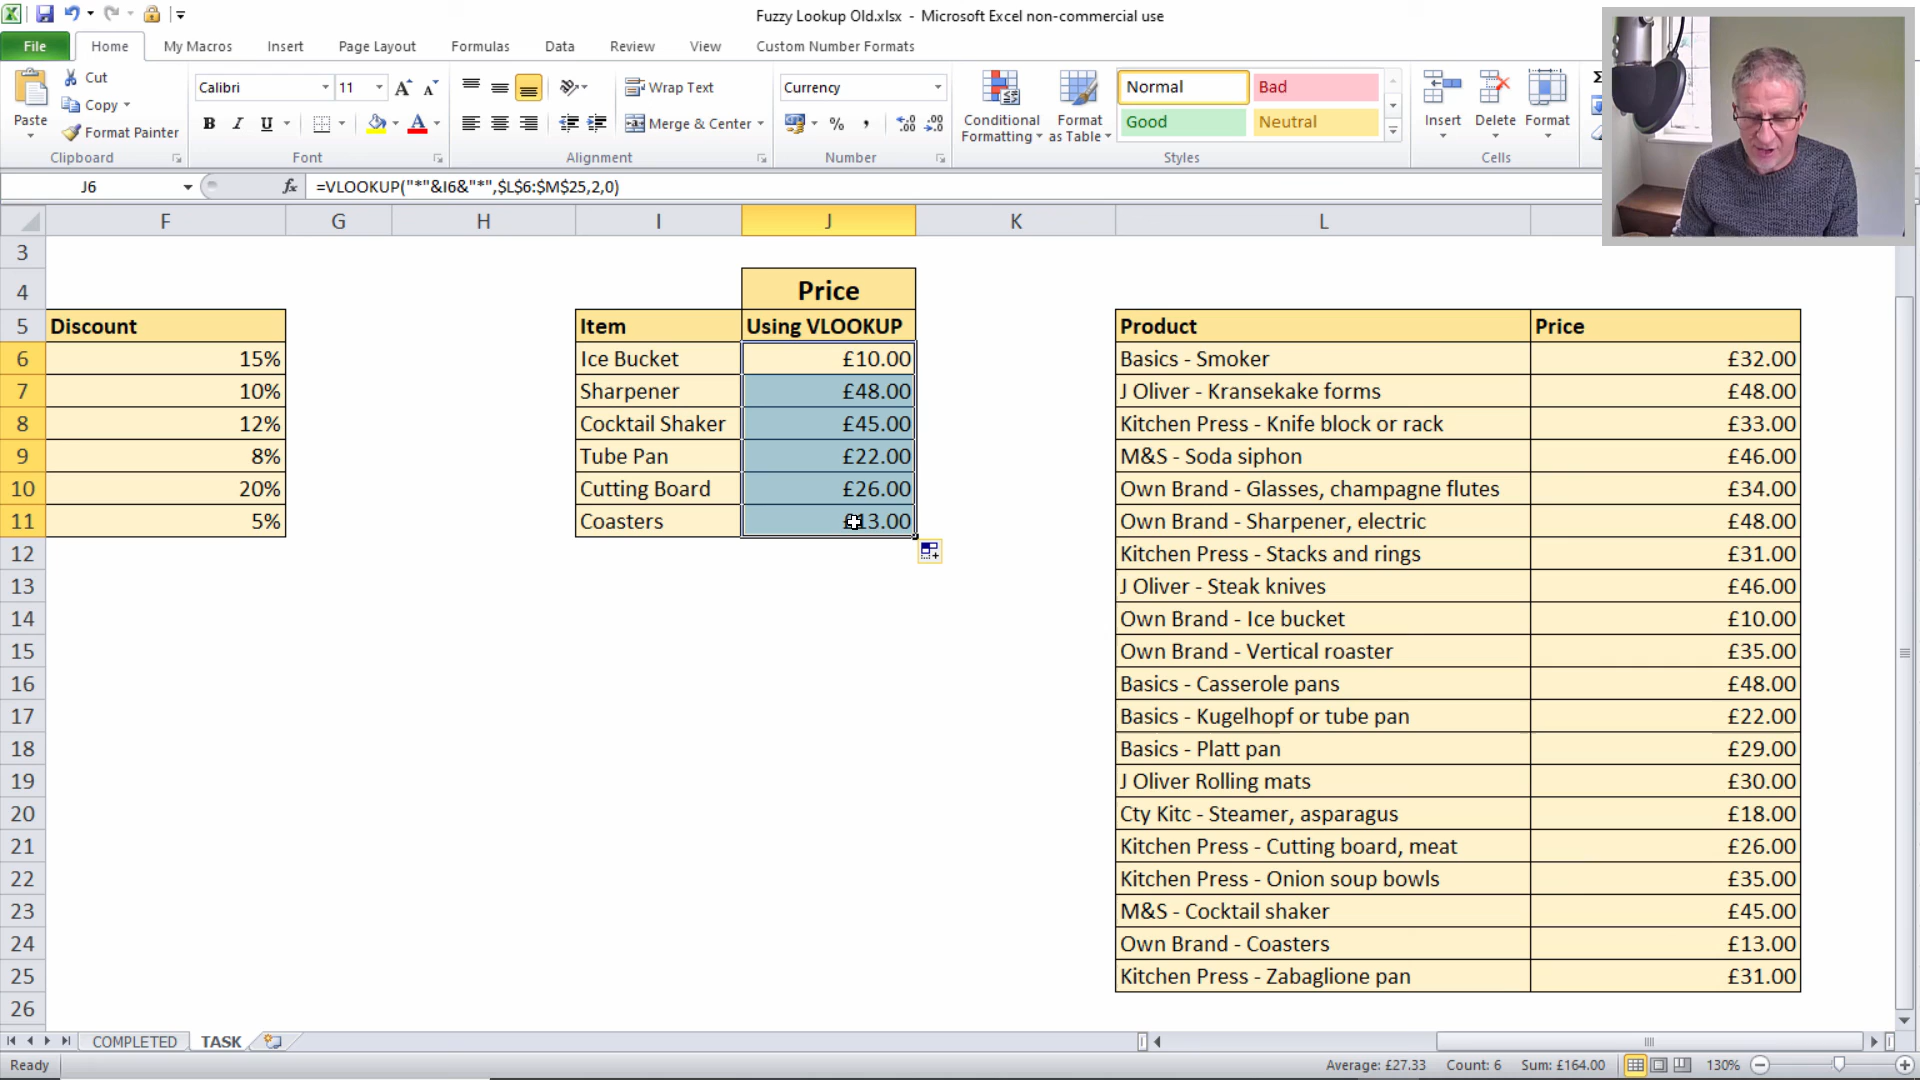 Fuzzy Lookup Old.xlsx - Microsoft Excel non-commercial use
File Home My Macros Insert Page Layout Formulas Data Review View Custom Number Formats
Paste
Cut
Copy
Format Painter
Clipboard
Calibri 11
B I U
Font
Wrap Text
Merge & Center
Alignment
Currency
% ,
Number
Conditional Formatting
Format as Table
Normal Bad
Good Neutral
Styles
Insert Delete Format
Cells
J6 fx =VLOOKUP("*"&I6&"*",$L$6:$M$25,2,0)
F G H I J K L
3
4 Price
5 Discount Item Using VLOOKUP Product Price
6 15% Ice Bucket £10.00 Basics - Smoker £32.00
7 10% Sharpener £48.00 J Oliver - Kransekake forms £48.00
8 12% Cocktail Shaker £45.00 Kitchen Press - Knife block or rack £33.00
9 8% Tube Pan £22.00 M&S - Soda siphon £46.00
10 20% Cutting Board £26.00 Own Brand - Glasses, champagne flutes £34.00
11 5% Coasters £13.00 Own Brand - Sharpener, electric £48.00
12 Kitchen Press - Stacks and rings £31.00
13 J Oliver - Steak knives £46.00
14 Own Brand - Ice bucket £10.00
15 Own Brand - Vertical roaster £35.00
16 Basics - Casserole pans £48.00
17 Basics - Kugelhopf or tube pan £22.00
18 Basics - Platt pan £29.00
19 J Oliver Rolling mats £30.00
20 Cty Kitc - Steamer, asparagus £18.00
21 Kitchen Press - Cutting board, meat £26.00
22 Kitchen Press - Onion soup bowls £35.00
23 M&S - Cocktail shaker £45.00
24 Own Brand - Coasters £13.00
25 Kitchen Press - Zabaglione pan £31.00
26
COMPLETED TASK
Ready Average: £27.33 Count: 6 Sum: £164.00 130%